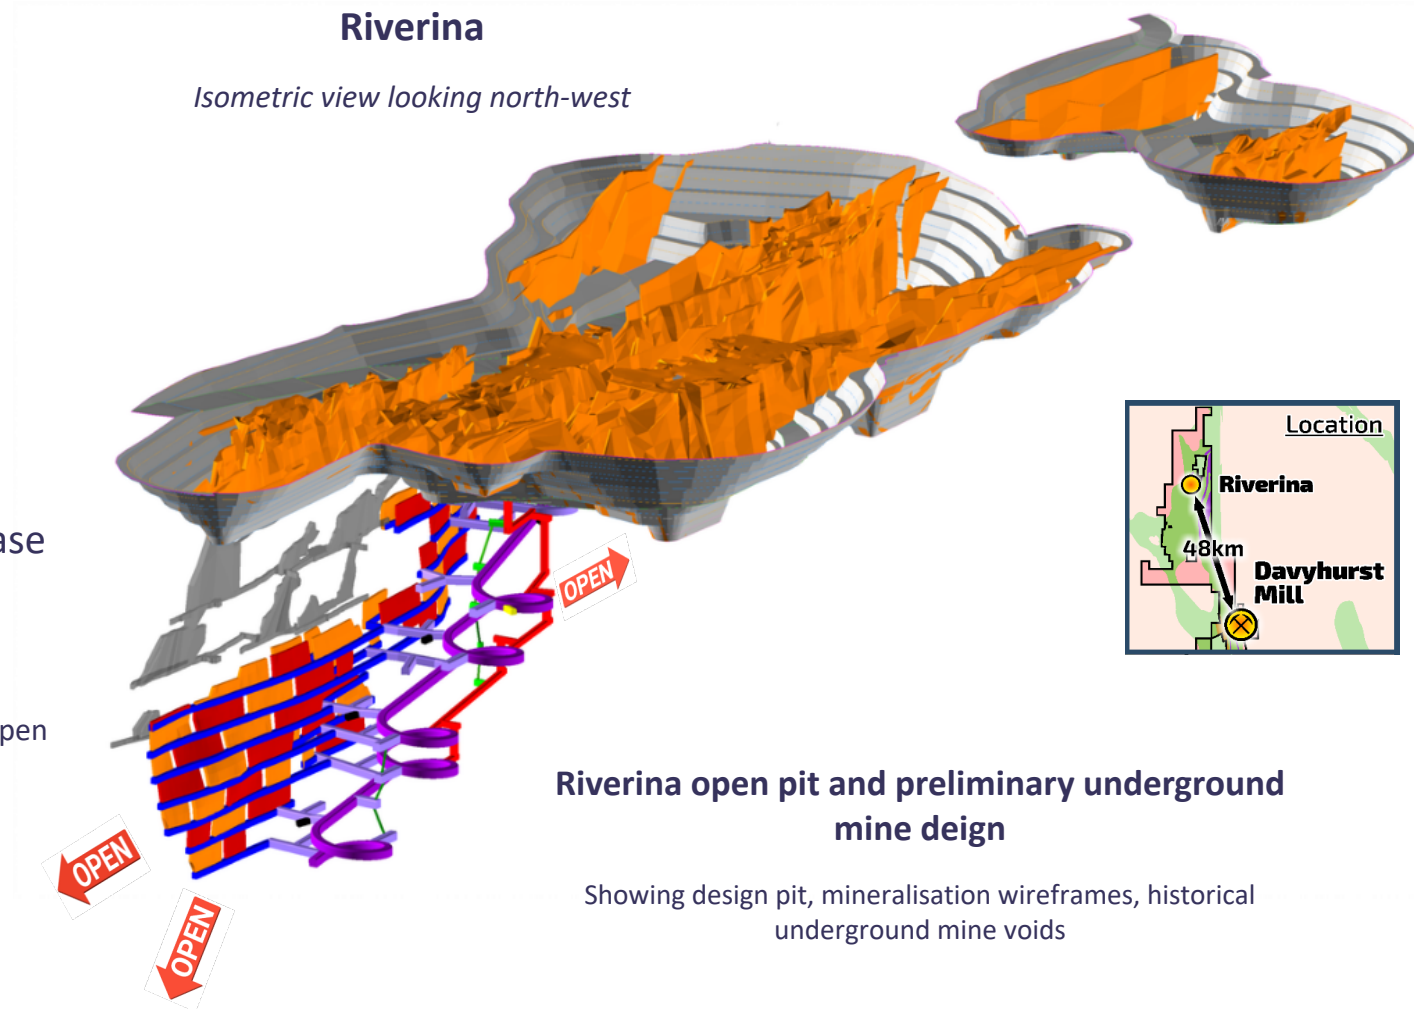 Riverina
Isometric view looking north-west
Location
Riverina
48km
Davyhurst
Mill
ase
OPEN
pen
OPEN
OPEN
Riverina open pit and preliminary underground
mine deign
Showing design pit, mineralisation wireframes, historical
underground mine voids